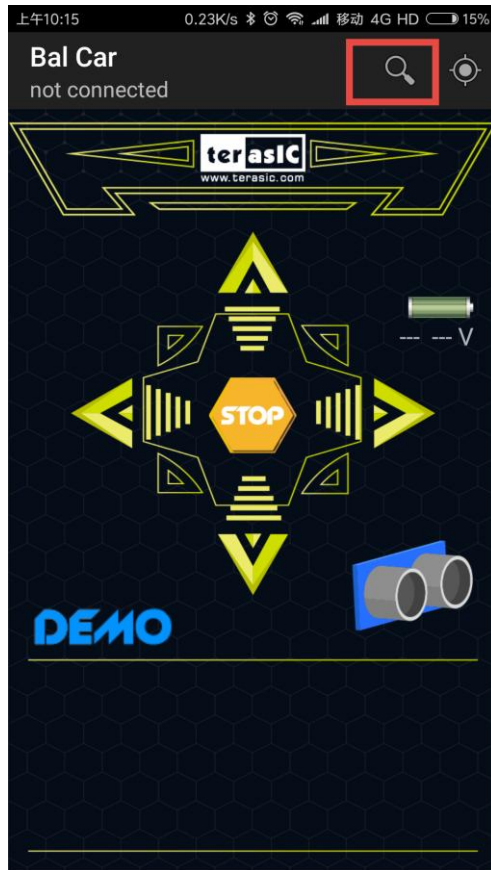 上午10:15 0.23K/s 移动 4G HD 15%
Bal Car
not connected
terasIC
www.terasic.com
--- --- V
STOP
DEMO